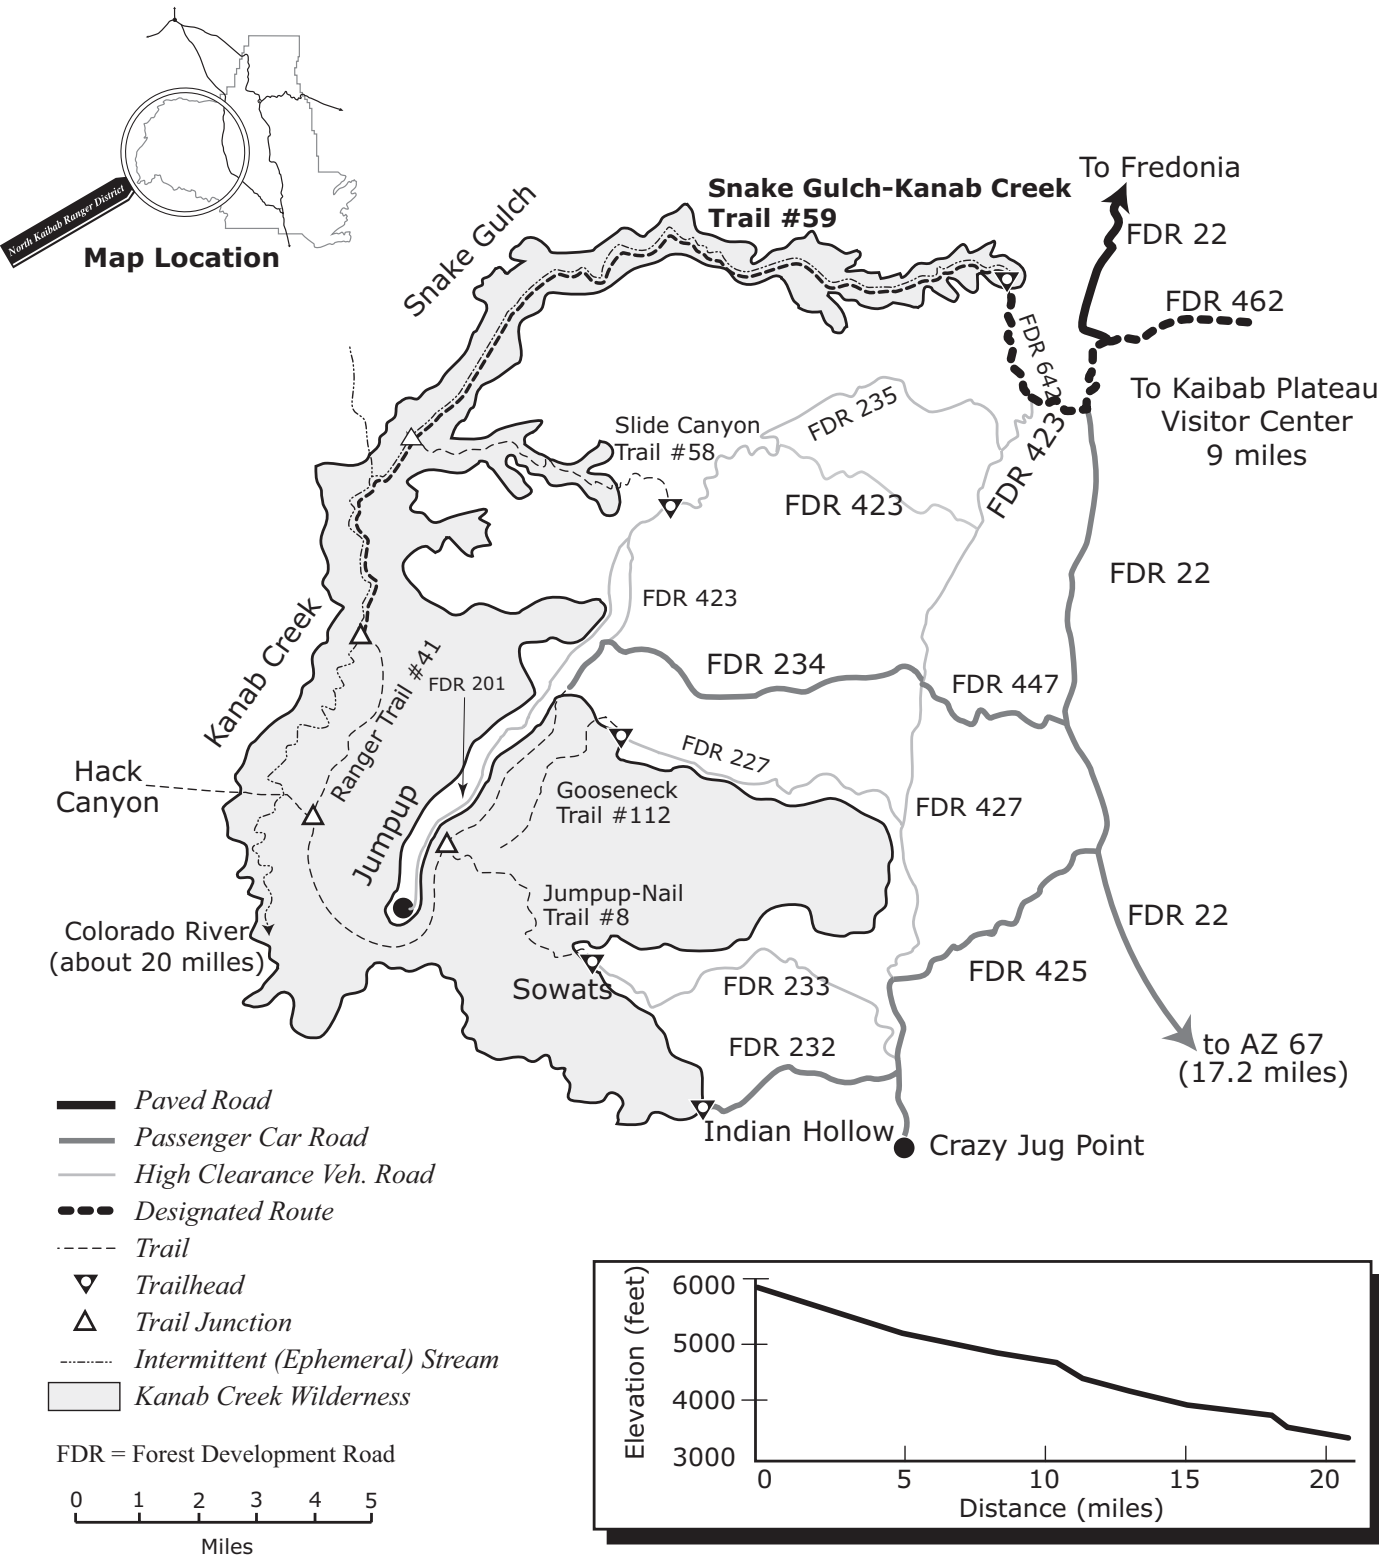 North Kaibab Ranger District
Map Location
Snake Gulch
Snake Gulch-Kanab Creek
Trail #59
To Fredonia
FDR 22
FDR 462
FDR 642
To Kaibab Plateau
Visitor Center
9 miles
FDR 235
Slide Canyon
Trail #58
FDR 423
FDR 423
FDR 22
FDR 423
Kanab Creek
Ranger Trail #41
FDR 201
FDR 234
FDR 447
FDR 227
Hack
Canyon
Gooseneck
Trail #112
FDR 427
Jumpup
Jumpup-Nail
Trail #8
FDR 22
Colorado River
(about 20 milles)
Sowats
FDR 233
FDR 425
FDR 232
to AZ 67
(17.2 miles)
Indian Hollow
Crazy Jug Point
Paved Road
Passenger Car Road
High Clearance Veh. Road
Designated Route
Trail
Trailhead
Trail Junction
Intermittent (Ephemeral) Stream
Kanab Creek Wilderness
FDR = Forest Development Road
0 1 2 3 4 5
Miles
Elevation (feet)
6000
5000
4000
3000
0 5 10 15 20
Distance (miles)